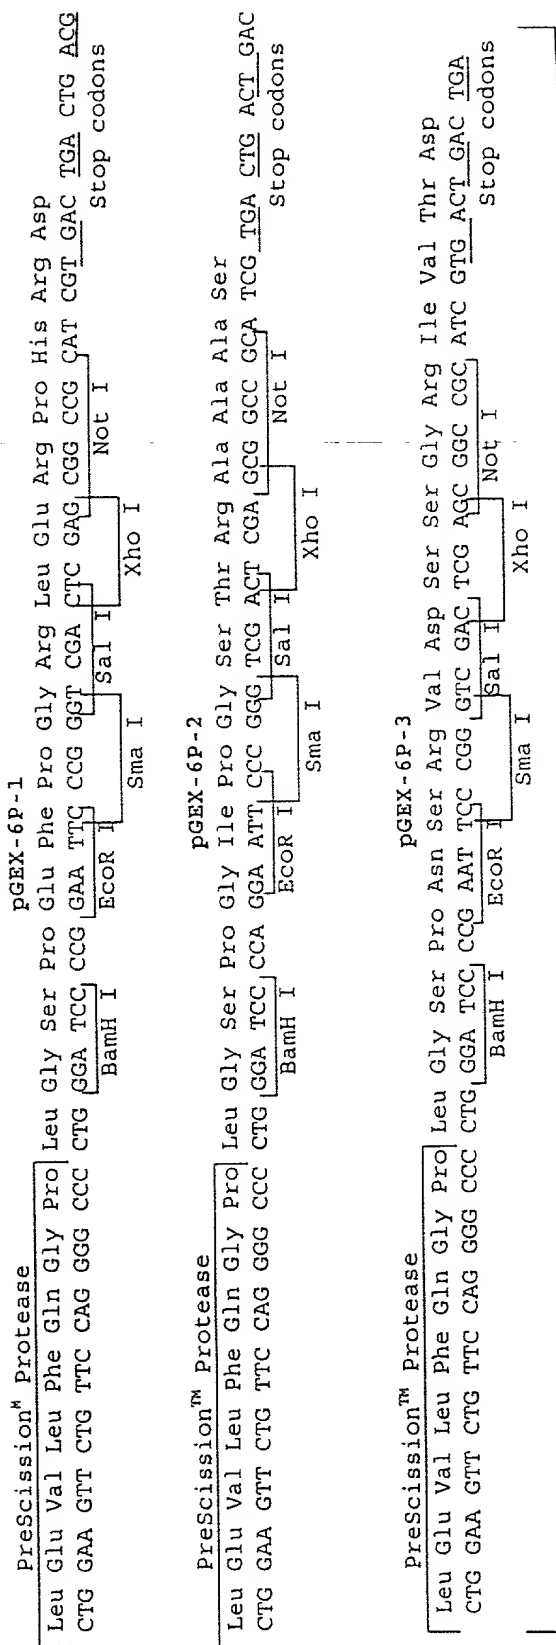 pGEX-6P-1
PreScission™ Protease
Leu Glu Val Leu Phe Gln Gly Pro Leu Gly Ser Pro Glu Phe Pro Gly Arg Leu Glu Arg Pro His Arg Asp
CTG GAA GTT CTG TTC CAG GGG CCC CTG GGA TCC CCG GAA TTC CCG GGT CGA CTC GAG CGG CCG CAT CGT GAC TGA CTG ACG
BamH I EcoR I Sma I Sal I Xho I Not I Stop codons
pGEX-6P-2
PreScission™ Protease
Leu Glu Val Leu Phe Gln Gly Pro Leu Gly Ser Pro Gly Ile Pro Gly Ser Thr Arg Ala Ala Ala Ser
CTG GAA GTT CTG TTC CAG GGG CCC CTG GGA TCC CCA GGA ATT CCC GGG TCG ACT CGA GCG GCC GCA TCG TGA CTG ACT GAC
BamH I EcoR I Sma I Sal I Xho I Not I Stop codons
pGEX-6P-3
PreScission™ Protease
Leu Glu Val Leu Phe Gln Gly Pro Leu Gly Ser Pro Asn Ser Arg Val Asp Ser Ser Gly Arg Ile Val Thr Asp
CTG GAA GTT CTG TTC CAG GGG CCC CTG GGA TCC CCG AAT TCC CGG GTC GAC TCG AGC GGC CGC ATC GTG ACT GAC TGA
BamH I EcoR I Sma I Sal I Xho I Not I Stop codons